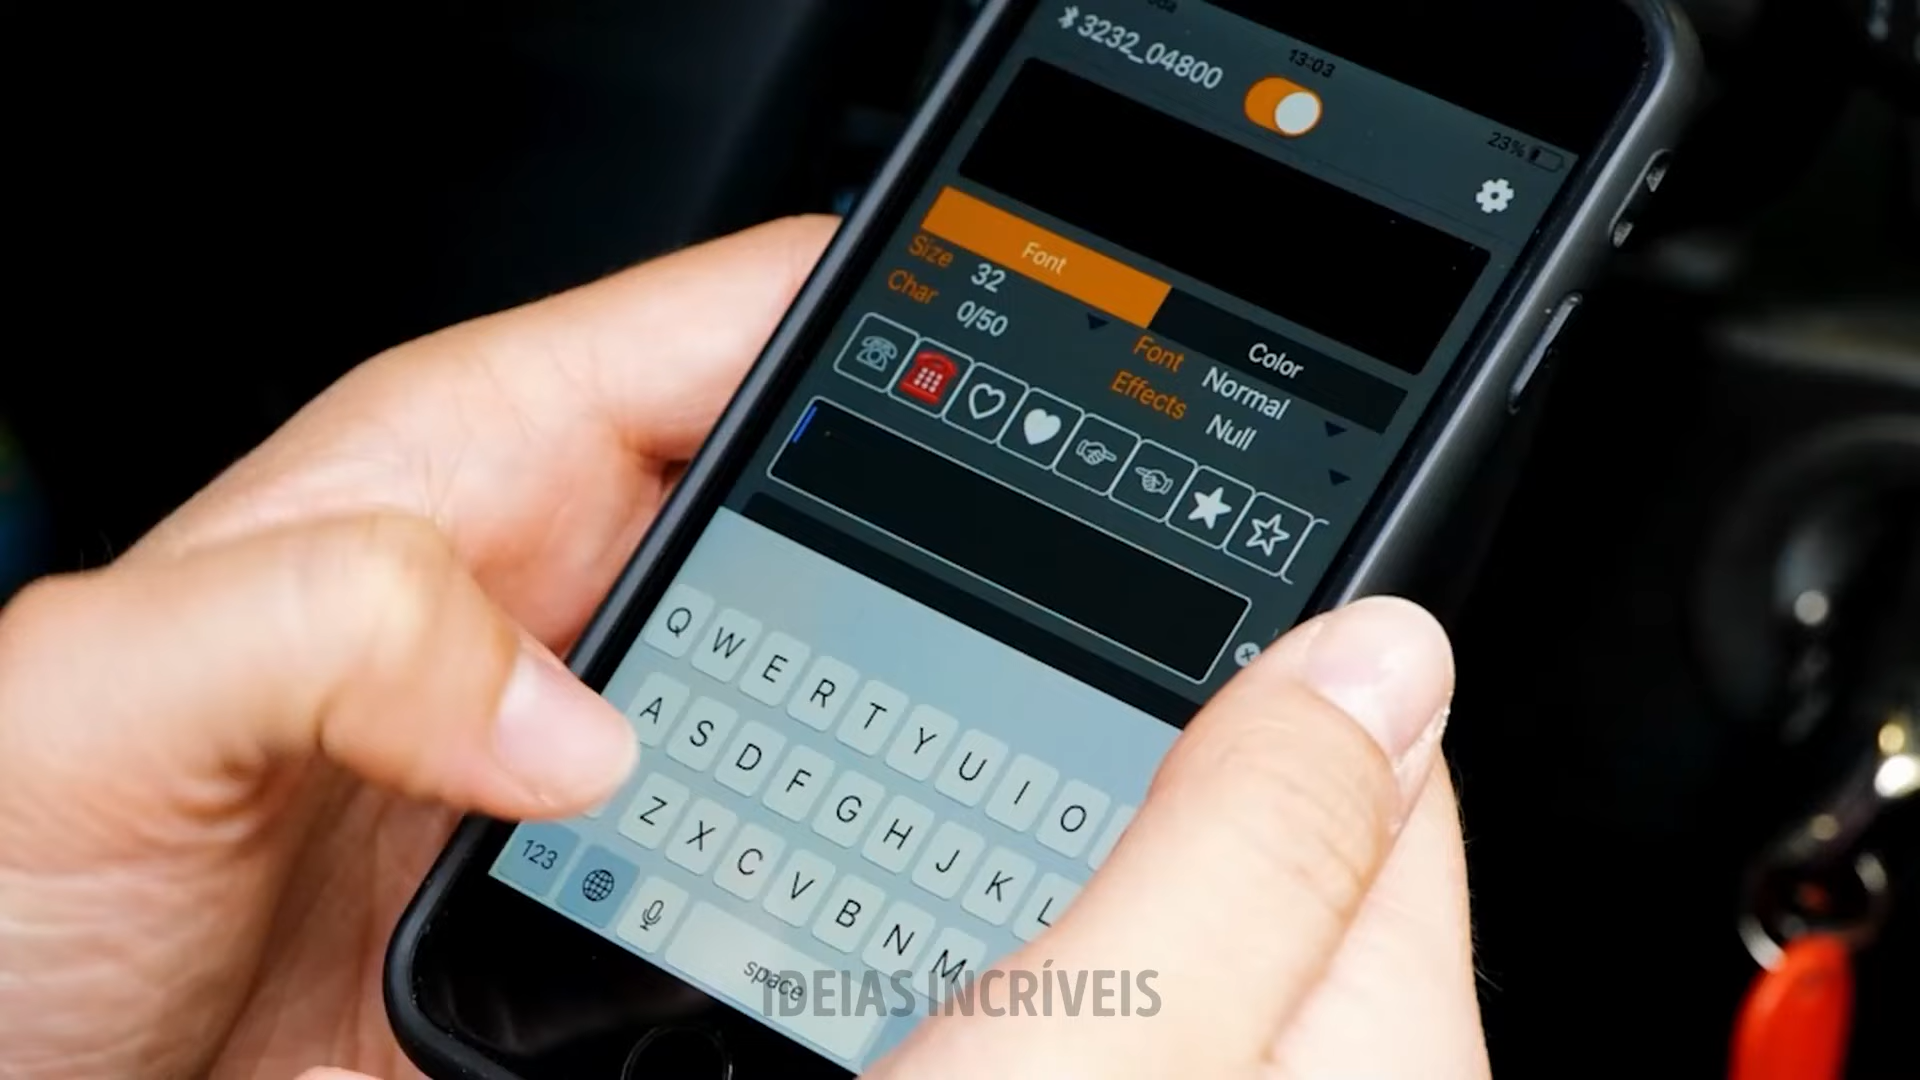 13:03
3232_04800
23%
Font
Color
Size 32
Font Normal
Char 0/50
Effects Null
Q W E R T Y U I O
A S D F G H J K L
Z X C V B N M
123
space
IDEIAS INCRÍVEIS